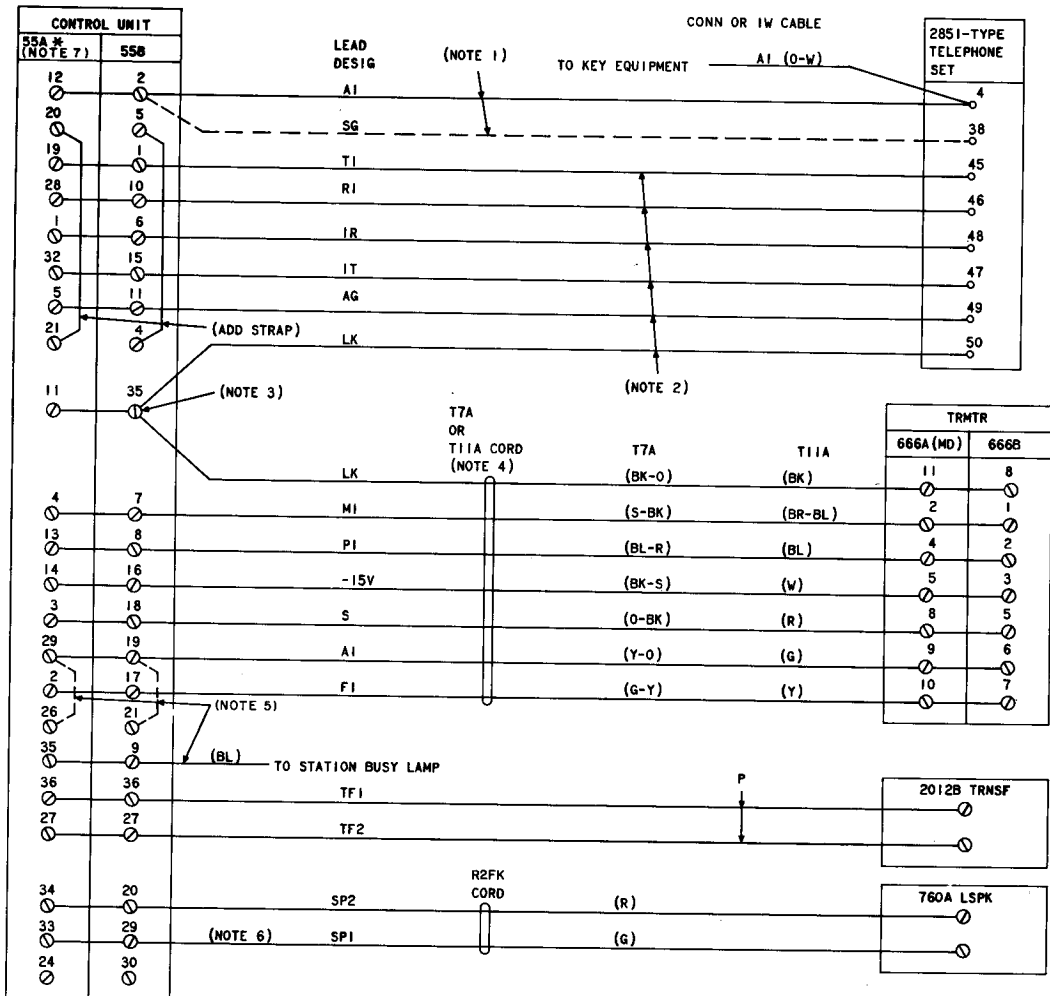 CONTROL UNIT
55A * (NOTE 7) 55B
LEAD DESIG
(NOTE 1)
CONN OR IW CABLE
TO KEY EQUIPMENT A1 (O-W)
2851-TYPE TELEPHONE SET
12 2 A1 4
20 5 SG 38
19 1 T1 45
28 10 R1 46
1 6 IR 48
32 15 IT 47
5 11 AG 49
21 4 (ADD STRAP) LK 50
(NOTE 2)
11 35 (NOTE 3)
T7A OR T11A CORD (NOTE 4)
T7A T11A
TRMTR
666A (MD) 666B
LK (BK-O) (BK) 11 8
4 7 M1 (S-BK) (BR-BL) 2 1
13 8 P1 (BL-R) (BL) 4 2
14 16 -15V (BK-S) (W) 5 3
3 18 S (O-BK) (R) 8 5
29 19 A1 (Y-O) (G) 9 6
2 17 F1 (G-Y) (Y) 10 7
26 21 (NOTE 5)
35 9 (BL) TO STATION BUSY LAMP
36 36 TF1 P 2012B TRNSF
27 27 TF2
R2FK CORD
34 20 SP2 (R) 760A LSPK
33 29 (NOTE 6) SP1 (G)
24 30